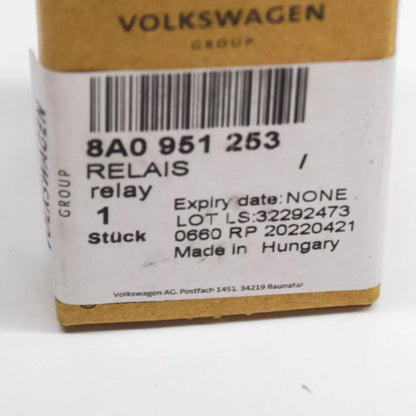 VOLKSWAGEN
GROUP
8A0 951 253
RELAIS /
relay
1
Stück
Expiry date: NONE
LOT LS:32292473
0660 RP 20220421
Made in Hungary
Volkswagen AG. Postfach 1451. 34219 Baunatal
VOLKSWAGEN
GROUP